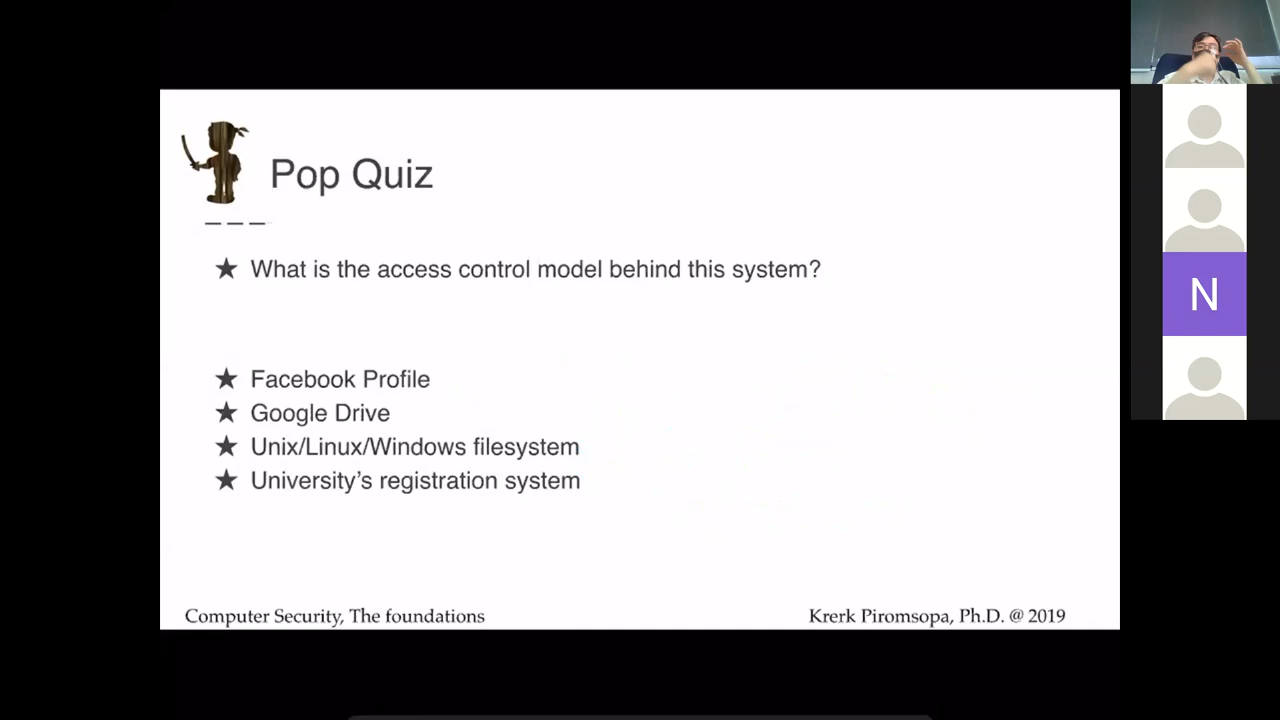 Pop Quiz
★ What is the access control model behind this system?
★ Facebook Profile
★ Google Drive
★ Unix/Linux/Windows filesystem
★ University's registration system
Computer Security, The foundations
Krerk Piromsopa, Ph.D. @ 2019
N